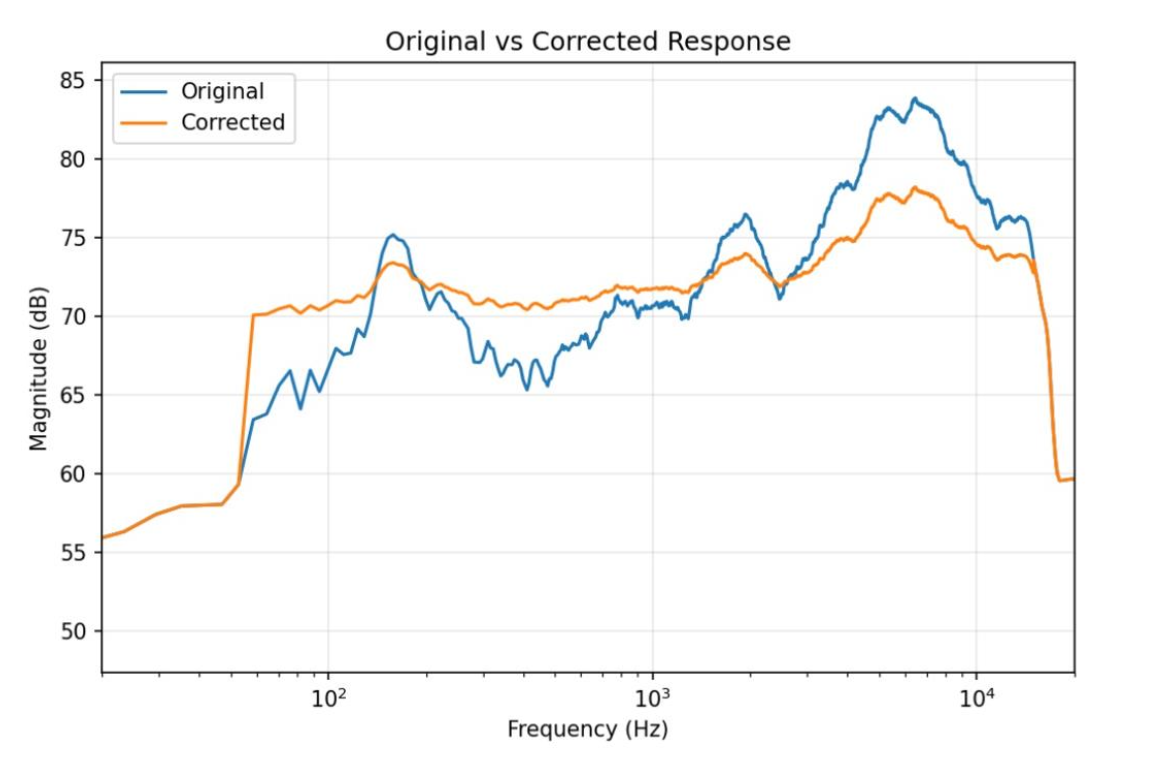 Original vs Corrected Response
85
Original
Corrected
80
75
70
65
60
55
50
Magnitude (dB)
10²
10³
10⁴
Frequency (Hz)